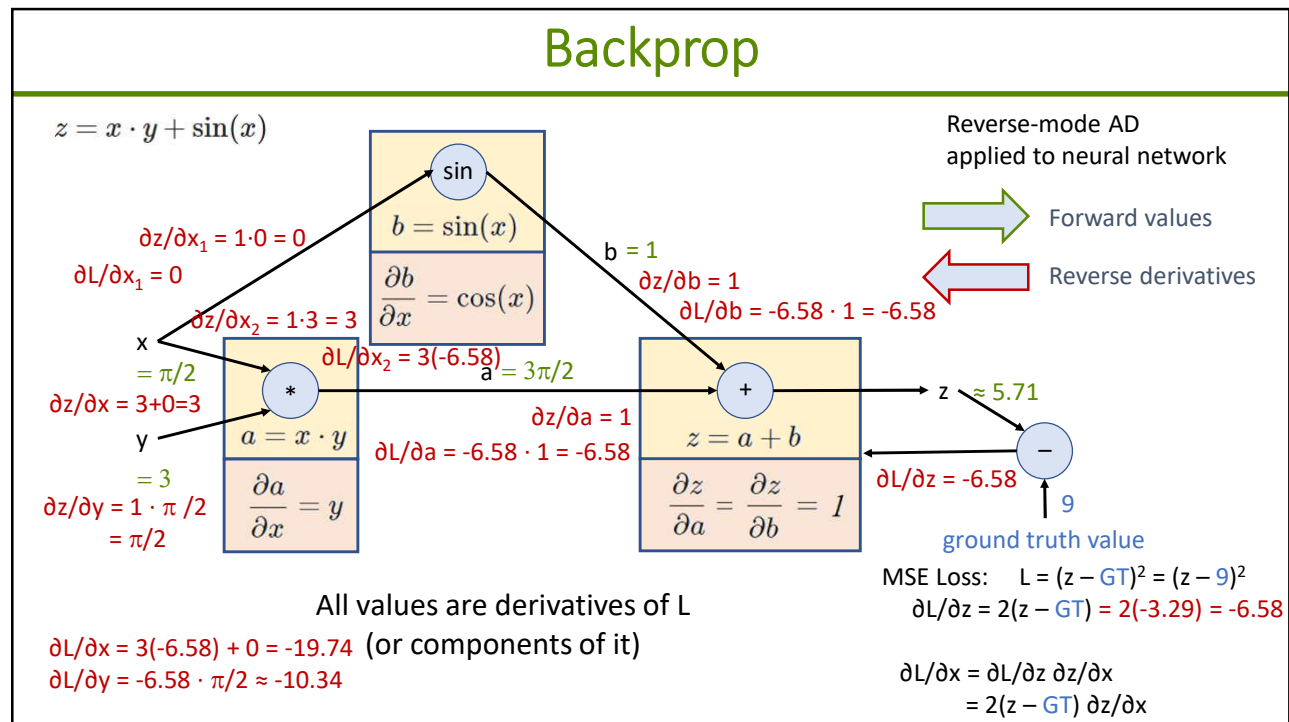 Backprop
z = x · y + sin(x)
Reverse-mode AD
applied to neural network
Forward values
Reverse derivatives
sin
b = sin(x)
∂b/∂x = cos(x)
∂z/∂x₁ = 1·0 = 0
∂L/∂x₁ = 0
b = 1
∂z/∂b = 1
∂L/∂b = -6.58 · 1 = -6.58
∂z/∂x₂ = 1·3 = 3
∂L/∂x₂ = 3(-6.58)
x
= π/2
∂z/∂x = 3+0=3
y
= 3
∂z/∂y = 1 · π /2
= π/2
*
a = x · y
∂a/∂x = y
a = 3π/2
∂z/∂a = 1
∂L/∂a = -6.58 · 1 = -6.58
+
z = a + b
∂z/∂a = ∂z/∂b = 1
z ≈ 5.71
−
∂L/∂z = -6.58
9
ground truth value
MSE Loss: L = (z – GT)² = (z – 9)²
∂L/∂z = 2(z – GT) = 2(-3.29) = -6.58
∂L/∂x = ∂L/∂z ∂z/∂x
= 2(z – GT) ∂z/∂x
All values are derivatives of L
(or components of it)
∂L/∂x = 3(-6.58) + 0 = -19.74
∂L/∂y = -6.58 · π/2 ≈ -10.34